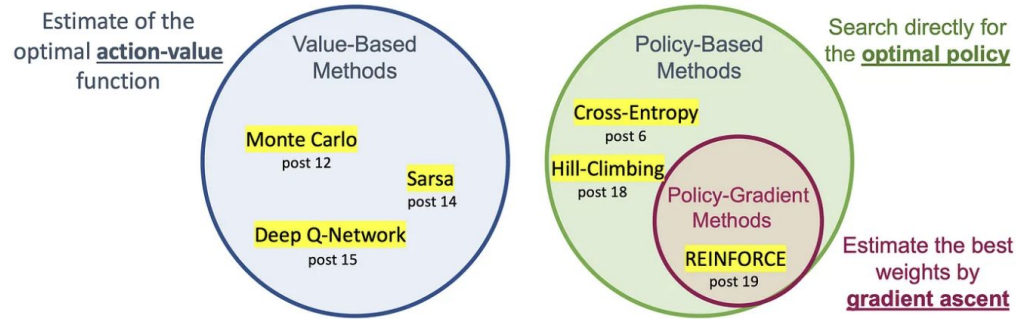 Estimate of the
optimal action-value
function
Value-Based
Methods
Monte Carlo
post 12
Sarsa
post 14
Deep Q-Network
post 15
Policy-Based
Methods
Cross-Entropy
post 6
Hill-Climbing
post 18
Policy-Gradient
Methods
REINFORCE
post 19
Search directly for
the optimal policy
Estimate the best
weights by
gradient ascent